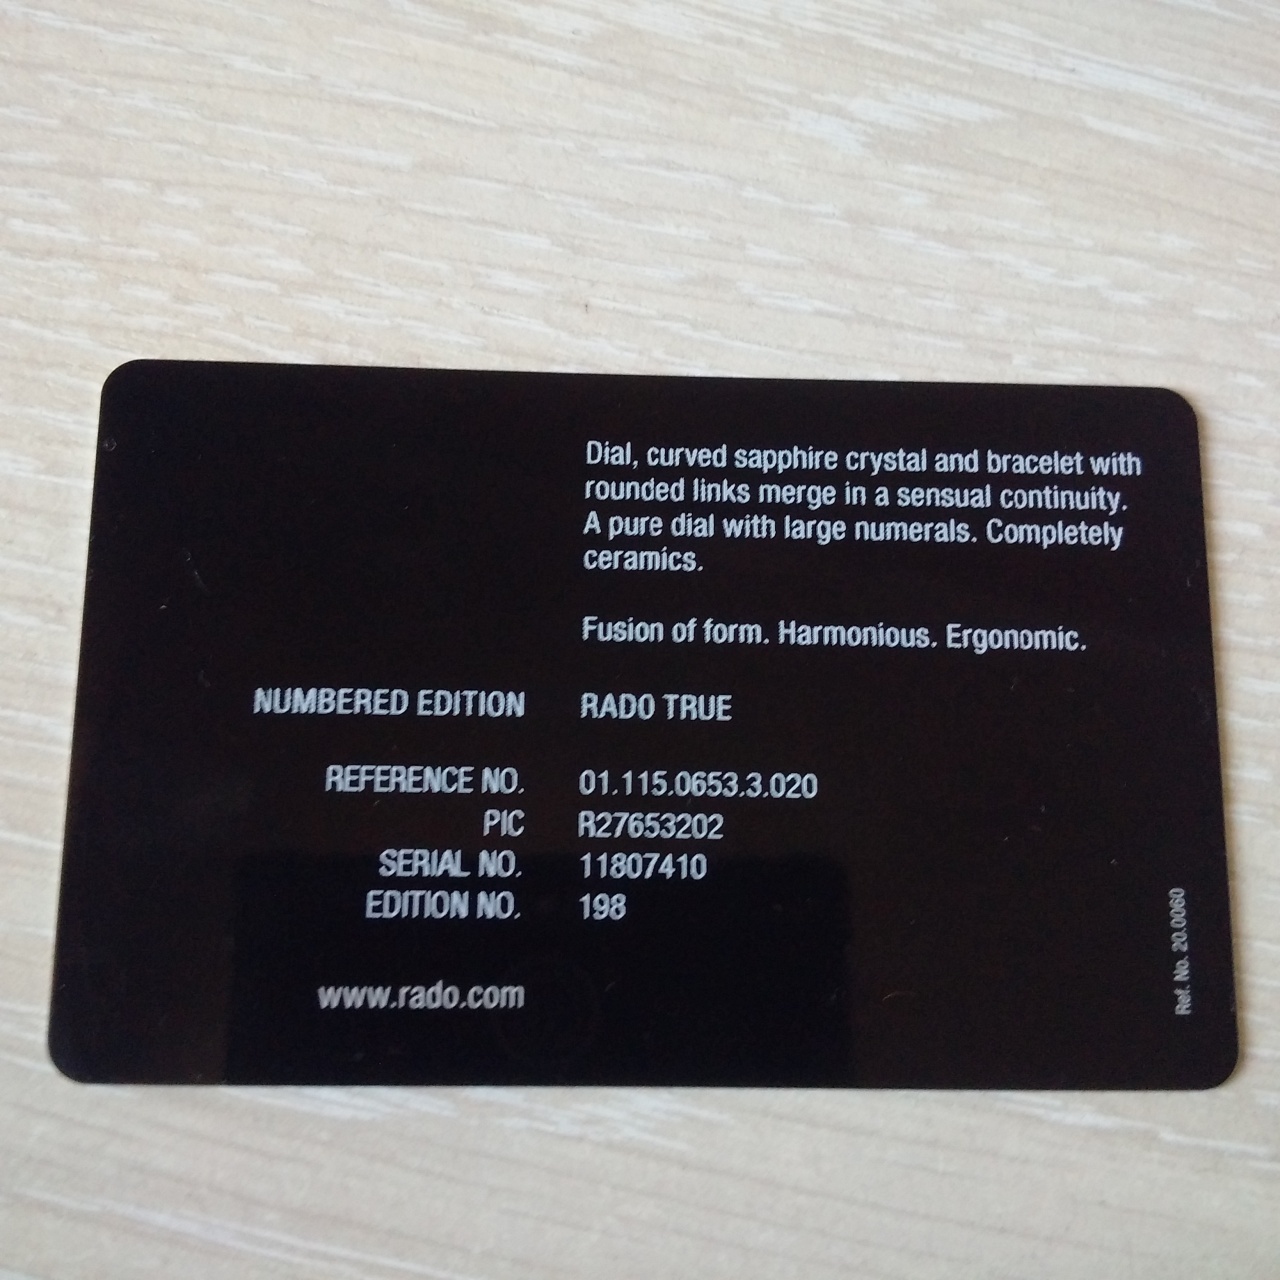 Dial, curved sapphire crystal and bracelet with
rounded links merge in a sensual continuity.
A pure dial with large numerals. Completely
ceramics.
Fusion of form. Harmonious. Ergonomic.
NUMBERED EDITION RADO TRUE
REFERENCE NO. 01.115.0653.3.020
PIC R27653202
SERIAL NO. 11807410
EDITION NO. 198
www.rado.com
Ref. No. 20.0060